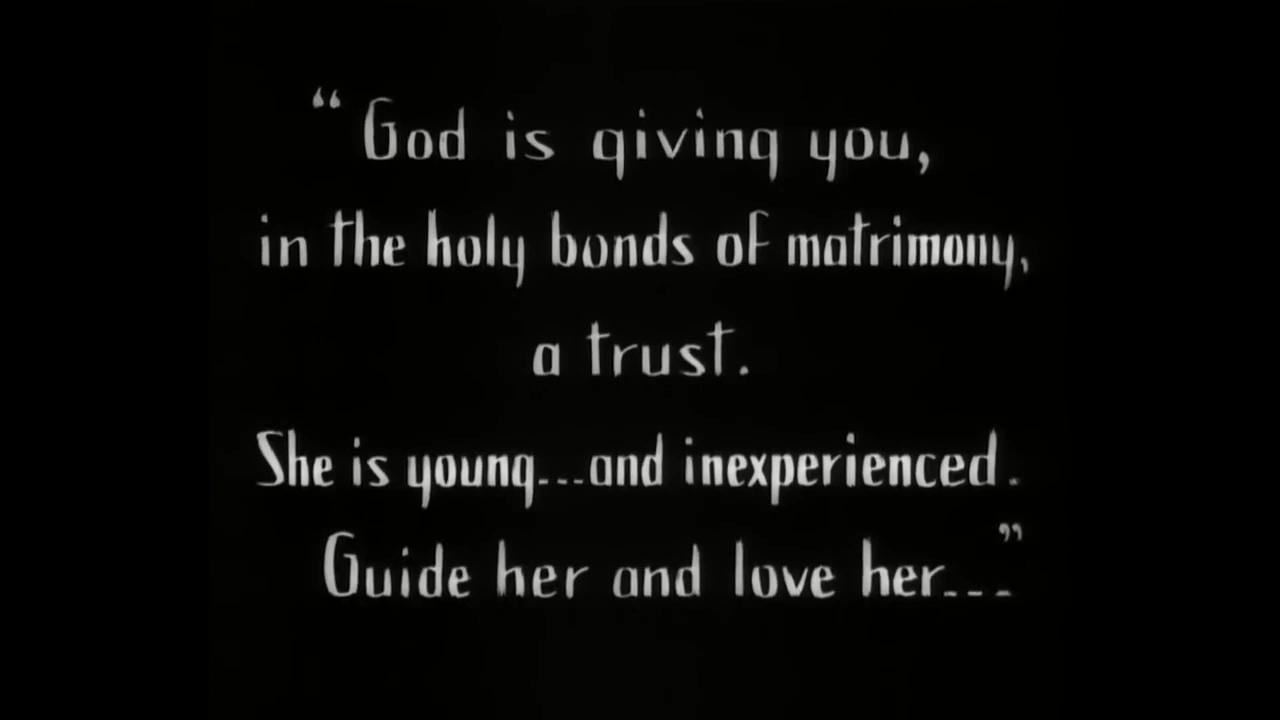 “God is giving you,
in the holy bonds of matrimony,
a trust.
She is young...and inexperienced.
Guide her and love her...”